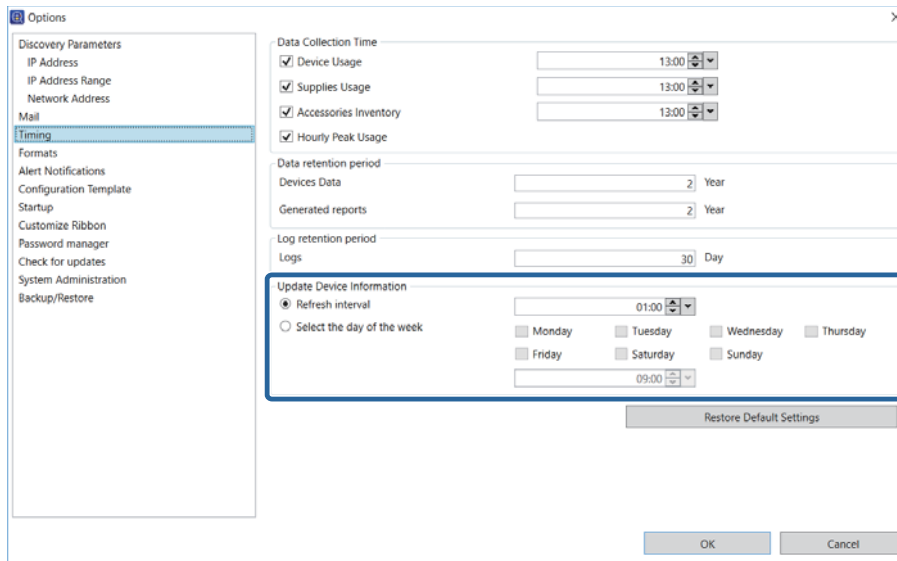 Options
Discovery Parameters
IP Address
IP Address Range
Network Address
Mail
Timing
Formats
Alert Notifications
Configuration Template
Startup
Customize Ribbon
Password manager
Check for updates
System Administration
Backup/Restore
Data Collection Time
Device Usage 13:00
Supplies Usage 13:00
Accessories Inventory 13:00
Hourly Peak Usage
Data retention period
Devices Data 2 Year
Generated reports 2 Year
Log retention period
Logs 30 Day
Update Device Information
Refresh interval 01:00
Select the day of the week Monday Tuesday Wednesday Thursday
Friday Saturday Sunday
09:00
Restore Default Settings
OK Cancel